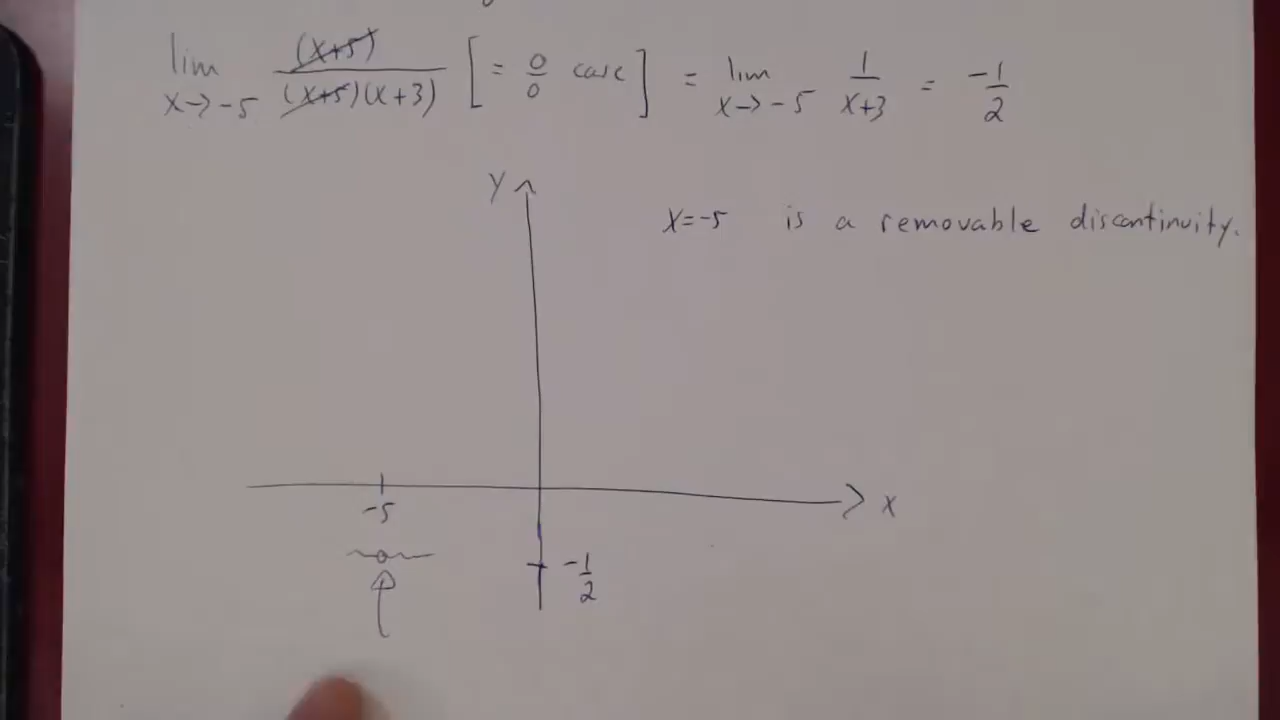 lim x→-5 (x+5)/(x+5)(x+3) [= 0/0 case] = lim x→-5 1/x+3 = -1/2
y
x=-5 is a removable discontinuity.
-5
x
-1/2